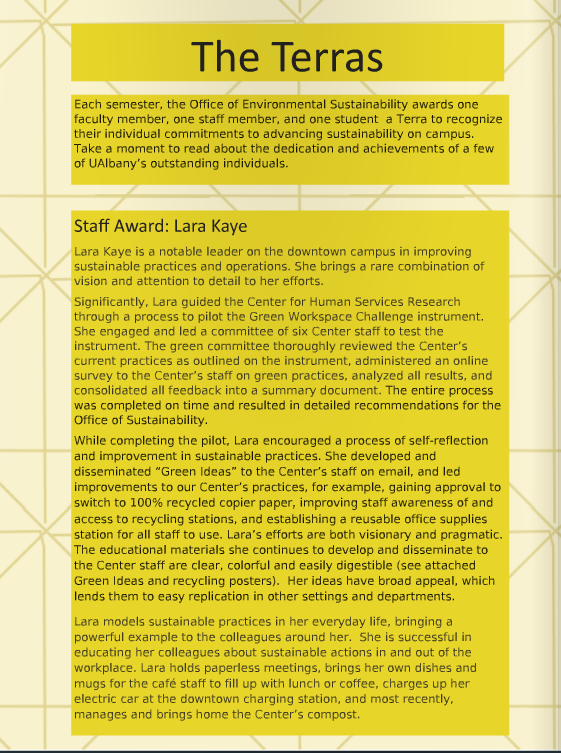 The Terras
Each semester, the Office of Environmental Sustainability awards one
faculty member, one staff member, and one student  a Terra to recognize
their individual commitments to advancing sustainability on campus.
Take a moment to read about the dedication and achievements of a few
of UAlbany’s outstanding individuals.
Staff Award: Lara Kaye
Lara Kaye is a notable leader on the downtown campus in improving
sustainable practices and operations. She brings a rare combination of
vision and attention to detail to her efforts.
Significantly, Lara guided the Center for Human Services Research
through a process to pilot the Green Workspace Challenge instrument.
She engaged and led a committee of six Center staff to test the
instrument. The green committee thoroughly reviewed the Center’s
current practices as outlined on the instrument, administered an online
survey to the Center’s staff on green practices, analyzed all results, and
consolidated all feedback into a summary document. The entire process
was completed on time and resulted in detailed recommendations for the
Office of Sustainability.
While completing the pilot, Lara encouraged a process of self-reflection
and improvement in sustainable practices. She developed and
disseminated “Green Ideas” to the Center’s staff on email, and led
improvements to our Center’s practices, for example, gaining approval to
switch to 100% recycled copier paper, improving staff awareness of and
access to recycling stations, and establishing a reusable office supplies
station for all staff to use. Lara’s efforts are both visionary and pragmatic.
The educational materials she continues to develop and disseminate to
the Center staff are clear, colorful and easily digestible (see attached
Green Ideas and recycling posters).  Her ideas have broad appeal, which
lends them to easy replication in other settings and departments.
Lara models sustainable practices in her everyday life, bringing a
powerful example to the colleagues around her.  She is successful in
educating her colleagues about sustainable actions in and out of the
workplace. Lara holds paperless meetings, brings her own dishes and
mugs for the café staff to fill up with lunch or coffee, charges up her
electric car at the downtown charging station, and most recently,
manages and brings home the Center’s compost.